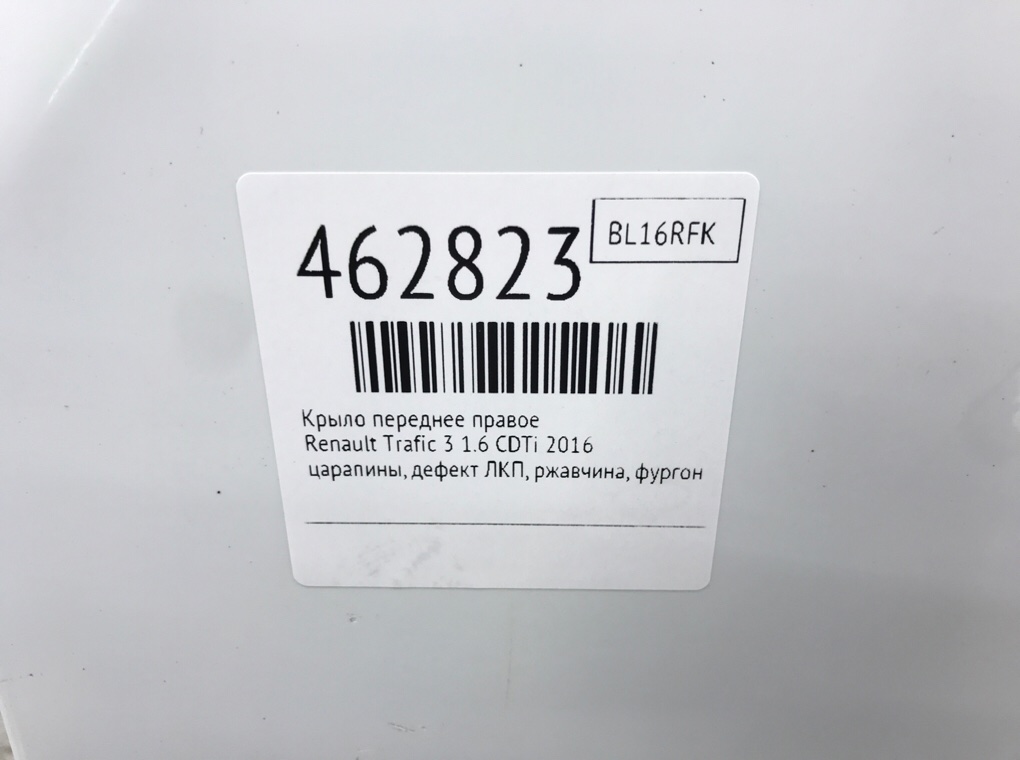 462823
BL16RFK
Крыло переднее правое
Renault Trafic 3 1.6 CDTi 2016
царапины, дефект ЛКП, ржавчина, фургон